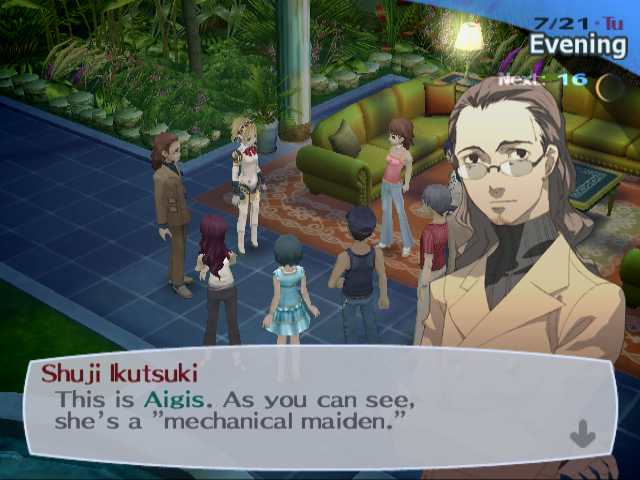 7/21・Tu
Evening
Next: 16
Shuji Ikutsuki
This is Aigis. As you can see,
she's a "mechanical maiden."